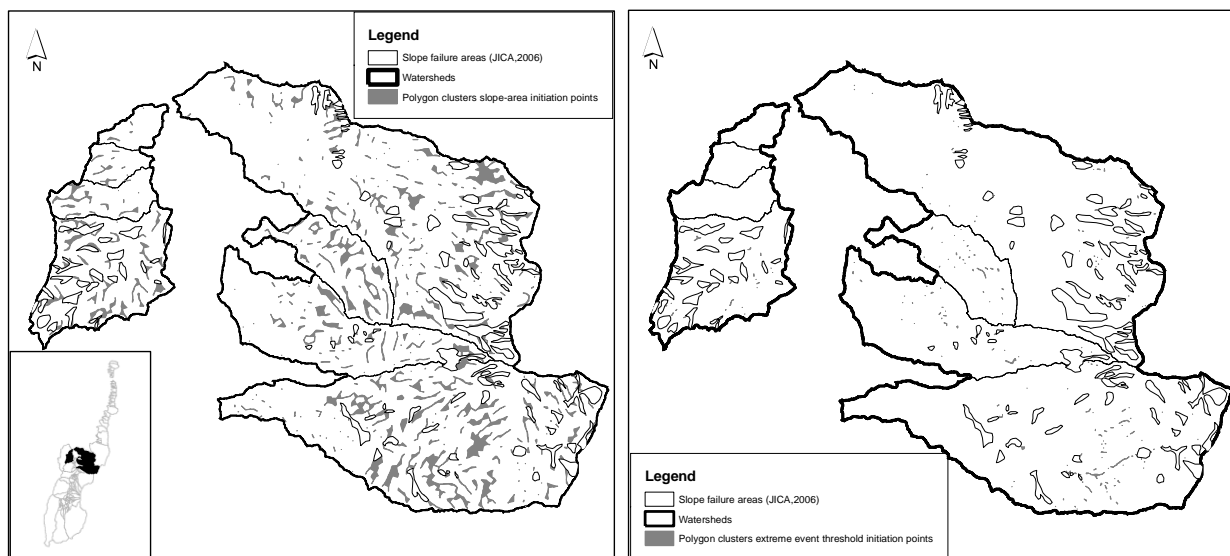 N
Legend
Slope failure areas (JICA,2006)
Watersheds
Polygon clusters slope-area initiation points
N
Legend
Slope failure areas (JICA,2006)
Watersheds
Polygon clusters extreme event threshold initiation points